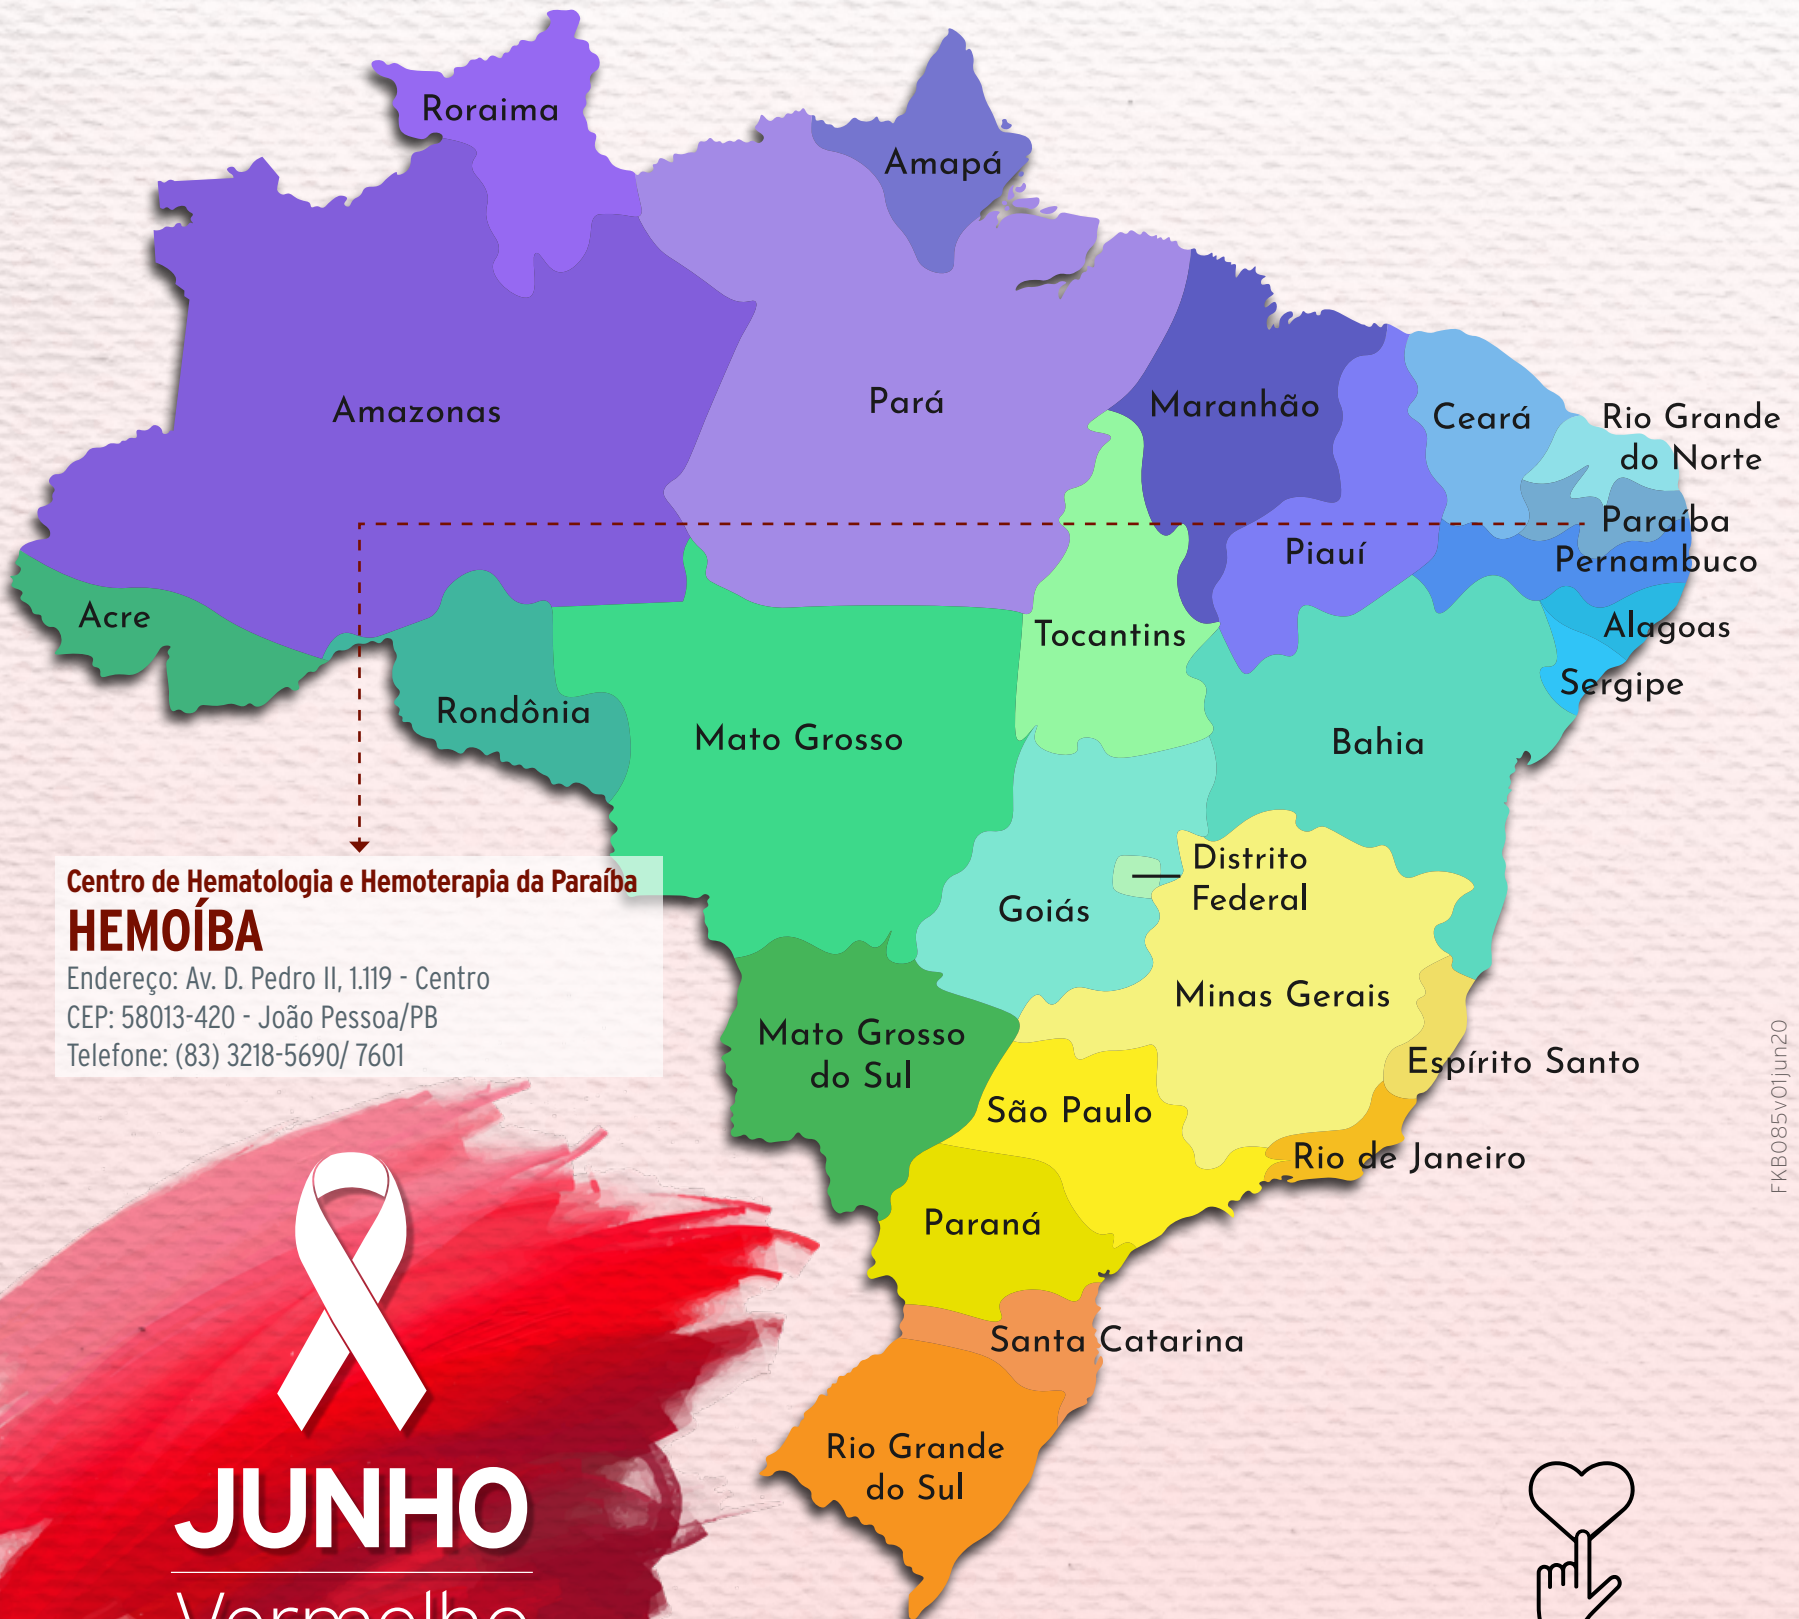 Roraima
Amapá
Amazonas
Pará
Maranhão
Ceará
Rio Grande
do Norte
Paraíba
Piauí
Pernambuco
Acre
Tocantins
Alagoas
Sergipe
Rondônia
Mato Grosso
Bahia
Distrito
Federal
Goiás
Centro de Hematologia e Hemoterapia da Paraíba
HEMOÍBA
Endereço: Av. D. Pedro II, 1.119 - Centro
CEP: 58013-420 - João Pessoa/PB
Telefone: (83) 3218-5690/ 7601
Minas Gerais
Mato Grosso
do Sul
Espírito Santo
São Paulo
Rio de Janeiro
Paraná
Santa Catarina
Rio Grande
do Sul
FKB085v01jun20
JUNHO
Vermelho